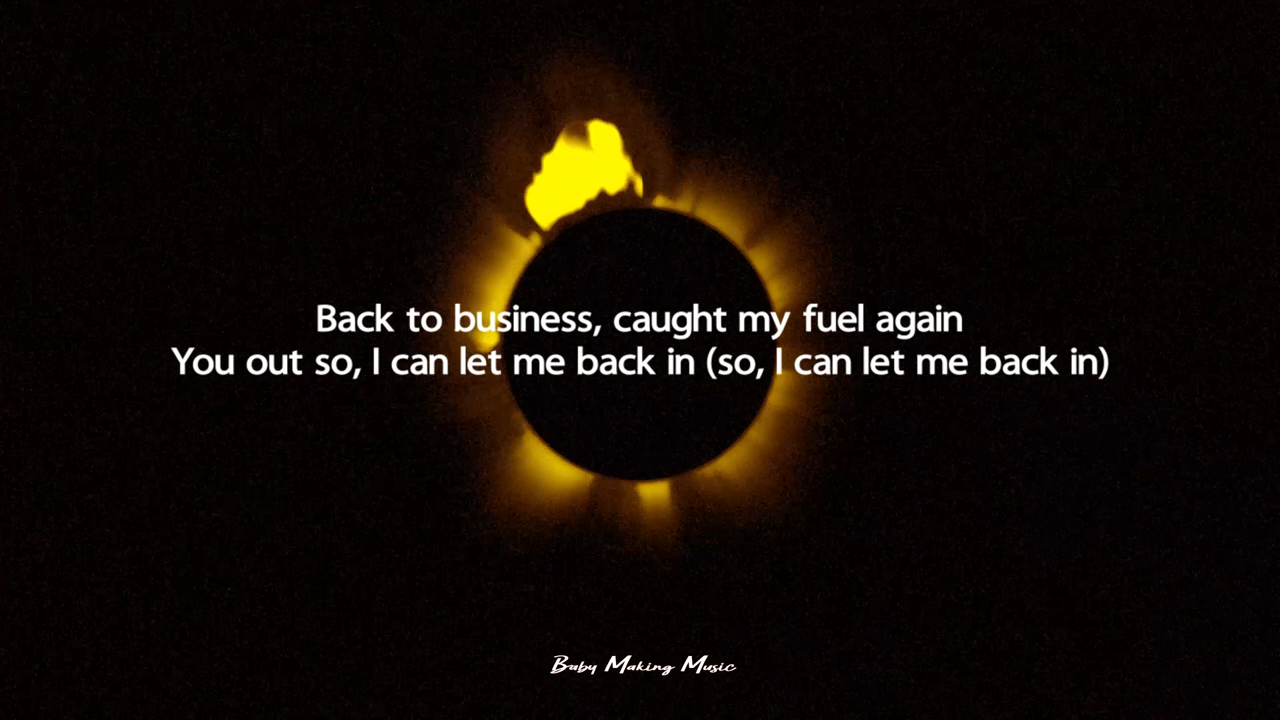 Back to business, caught my fuel again
You out so, I can let me back in (so, I can let me back in)
Baby Making Music